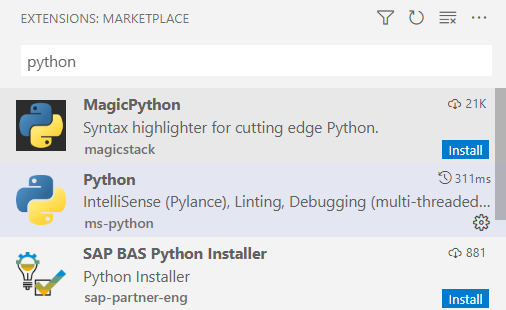 EXTENSIONS: MARKETPLACE
python
MagicPython 21K
Syntax highlighter for cutting edge Python.
magicstack Install
Python 311ms
IntelliSense (Pylance), Linting, Debugging (multi-threaded...
ms-python
SAP BAS Python Installer 881
Python Installer
sap-partner-eng Install